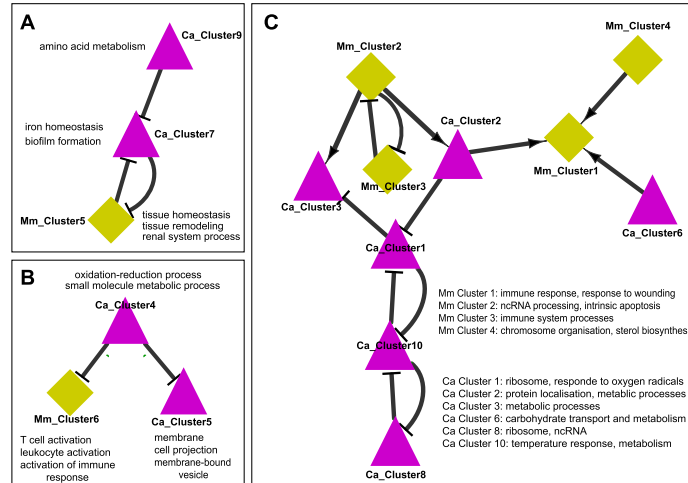 A
Ca_Cluster9
amino acid metabolism
iron homeostasis
biofilm formation
Ca_Cluster7
Mm_Cluster5
tissue homeostasis
tissue remodeling
renal system process
B
oxidation-reduction process
small molecule metabolic process
Ca_Cluster4
Mm_Cluster6
Ca_Cluster5
T cell activation
leukocyte activation
activation of immune
response
membrane
cell projection
membrane-bound
vesicle
C
Mm_Cluster2
Mm_Cluster4
Ca_Cluster2
Mm_Cluster1
Mm_Cluster3
Ca_Cluster3
Ca_Cluster6
Ca_Cluster1
Mm Cluster 1: immune response, response to wounding
Mm Cluster 2: ncRNA processing, intrinsic apoptosis
Mm Cluster 3: immune system processes
Mm Cluster 4: chromosome organisation, sterol biosynthes
Ca_Cluster10
Ca Cluster 1: ribosome, responde to oxygen radicals
Ca Cluster 2: protein localisation, metablic processes
Ca Cluster 3: metabolic processes
Ca Cluster 6: carbohydrate transport and metabolism
Ca Cluster 8: ribosome, ncRNA
Ca Cluster 10: temperature response, metabolism
Ca_Cluster8